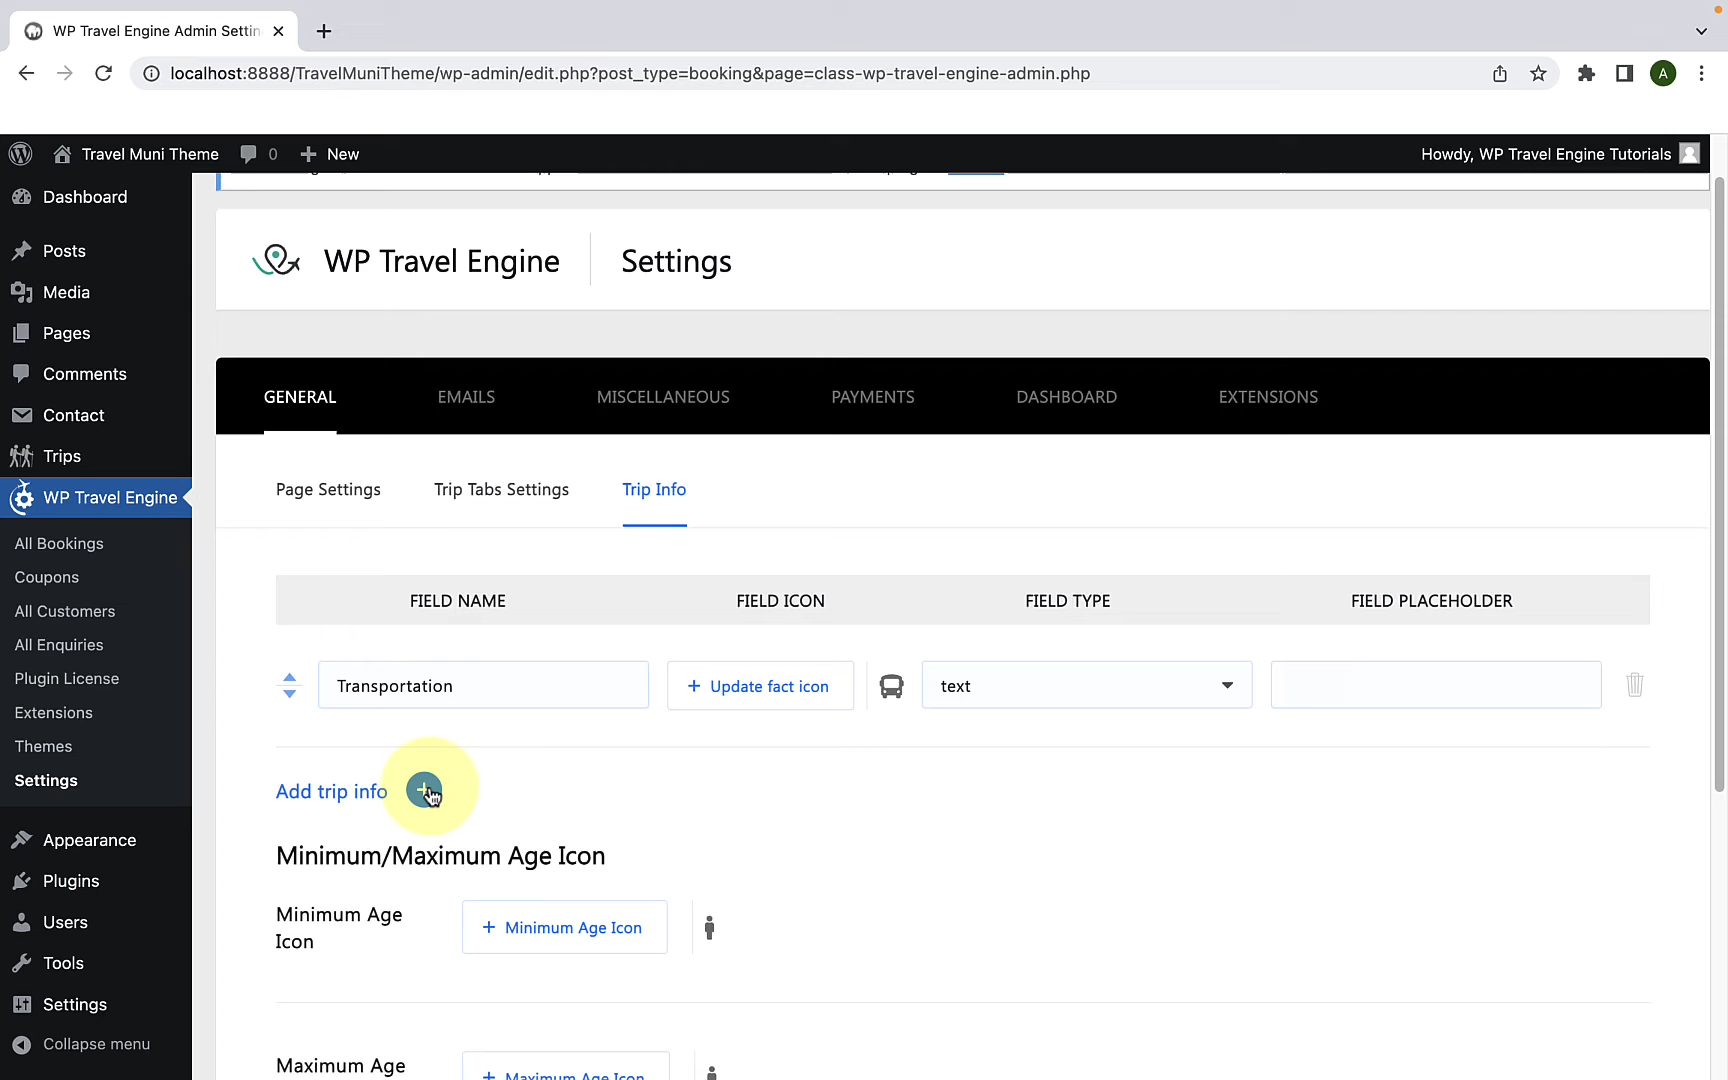 WP Travel Engine Admin Settin
localhost:8888/TravelMuniTheme/wp-admin/edit.php?post_type=booking&page=class-wp-travel-engine-admin.php
A
Travel Muni Theme
0
New
Howdy, WP Travel Engine Tutorials
Dashboard
Posts
Media
Pages
Comments
Contact
Trips
WP Travel Engine
All Bookings
Coupons
All Customers
All Enquiries
Plugin License
Extensions
Themes
Settings
Appearance
Plugins
Users
Tools
Settings
Collapse menu
WP Travel Engine
Settings
GENERAL
EMAILS
MISCELLANEOUS
PAYMENTS
DASHBOARD
EXTENSIONS
Page Settings
Trip Tabs Settings
Trip Info
FIELD NAME
FIELD ICON
FIELD TYPE
FIELD PLACEHOLDER
Transportation
+ Update fact icon
text
Add trip info
+
Minimum/Maximum Age Icon
Minimum Age
Icon
+ Minimum Age Icon
Maximum Age
+ Maximum Age Icon